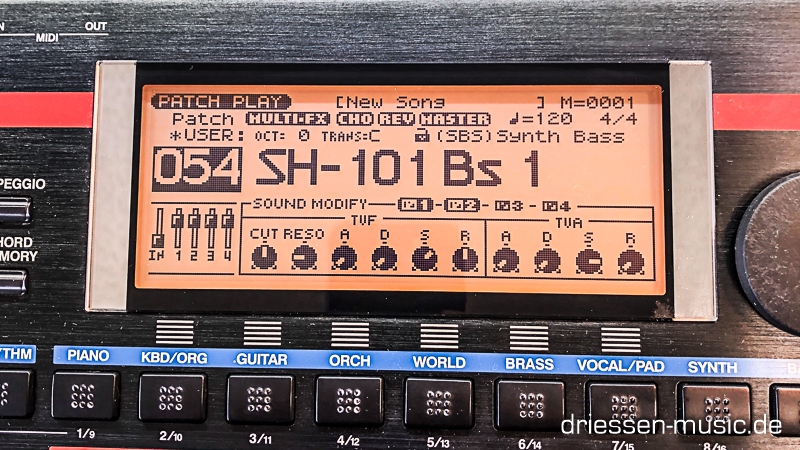 OUT
MIDI
PATCH PLAY [New Song ] M=0001
Patch MULTI-FX CHO REV MASTER ♩=120 4/4
*USER: OCT: 0 TRANS:C (SBS)Synth Bass
054 SH-101 Bs 1
SOUND MODIFY 1 - 2 - 3 - 4
TVF TVA
CUT RESO A D S R A D S R
IN 1 2 3 4
PEGGIO
HORD
MORY
YTHM PIANO KBD/ORG GUITAR ORCH WORLD BRASS VOCAL/PAD SYNTH
1/9 2/10 3/11 4/12 5/13 6/14 7/15 8/16
driessen-music.de